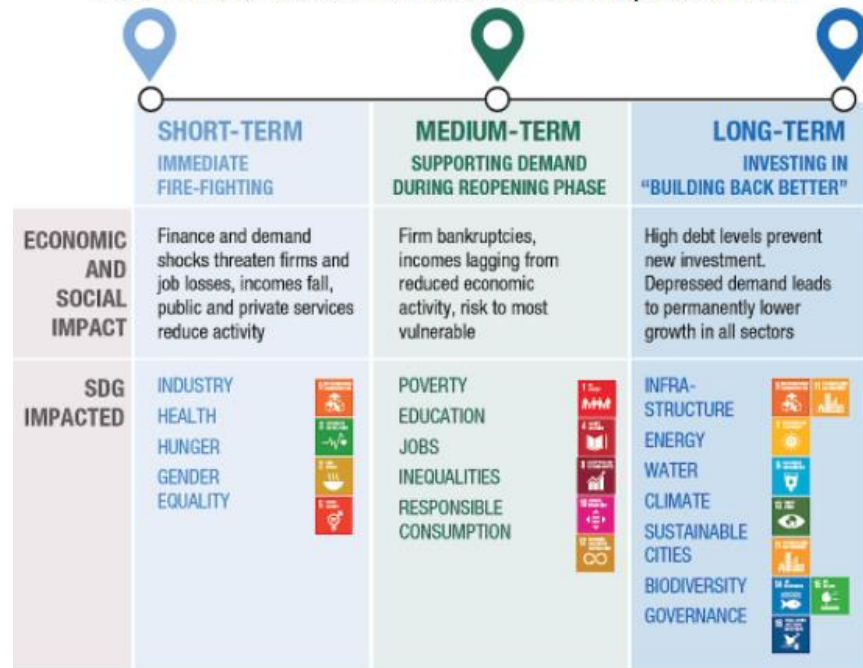 SHORT-TERM
IMMEDIATE
FIRE-FIGHTING
MEDIUM-TERM
SUPPORTING DEMAND
DURING REOPENING PHASE
LONG-TERM
INVESTING IN
“BUILDING BACK BETTER”
ECONOMIC
AND
SOCIAL
IMPACT
Finance and demand
shocks threaten firms and
job losses, incomes fall,
public and private services
reduce activity
Firm bankruptcies,
incomes lagging from
reduced economic
activity, risk to most
vulnerable
High debt levels prevent
new investment.
Depressed demand leads
to permanently lower
growth in all sectors
SDG
IMPACTED
INDUSTRY
HEALTH
HUNGER
GENDER
EQUALITY
POVERTY
EDUCATION
JOBS
INEQUALITIES
RESPONSIBLE
CONSUMPTION
INFRA-
STRUCTURE
ENERGY
WATER
CLIMATE
SUSTAINABLE
CITIES
BIODIVERSITY
GOVERNANCE